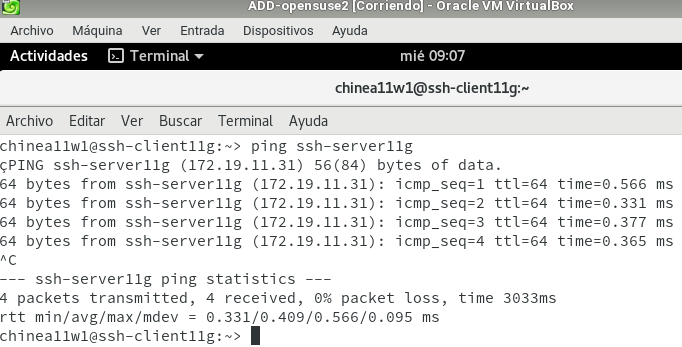 ADD-opensuse2 [Corriendo] - Oracle VM VirtualBox
Archivo Máquina Ver Entrada Dispositivos Ayuda
Actividades Terminal mié 09:07
chinea11w1@ssh-client11g:~
Archivo Editar Ver Buscar Terminal Ayuda
chinea11w1@ssh-client11g:~> ping ssh-server11g
çPING ssh-server11g (172.19.11.31) 56(84) bytes of data.
64 bytes from ssh-server11g (172.19.11.31): icmp_seq=1 ttl=64 time=0.566 ms
64 bytes from ssh-server11g (172.19.11.31): icmp_seq=2 ttl=64 time=0.331 ms
64 bytes from ssh-server11g (172.19.11.31): icmp_seq=3 ttl=64 time=0.377 ms
64 bytes from ssh-server11g (172.19.11.31): icmp_seq=4 ttl=64 time=0.365 ms
^C
--- ssh-server11g ping statistics ---
4 packets transmitted, 4 received, 0% packet loss, time 3033ms
rtt min/avg/max/mdev = 0.331/0.409/0.566/0.095 ms
chinea11w1@ssh-client11g:~>